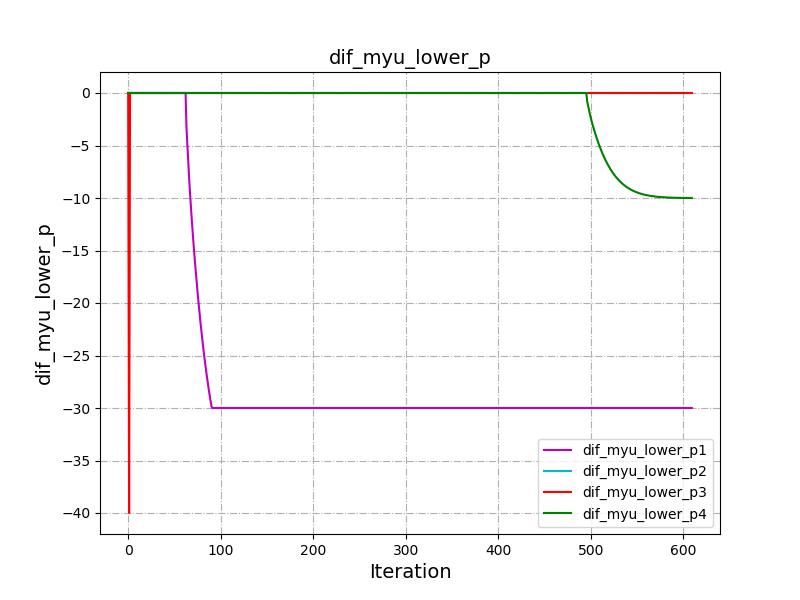 dif_myu_lower_p
dif_myu_lower_p
0
−5
−10
−15
−20
−25
−30
−35
−40
dif_myu_lower_p1
dif_myu_lower_p2
dif_myu_lower_p3
dif_myu_lower_p4
0 100 200 300 400 500 600
Iteration